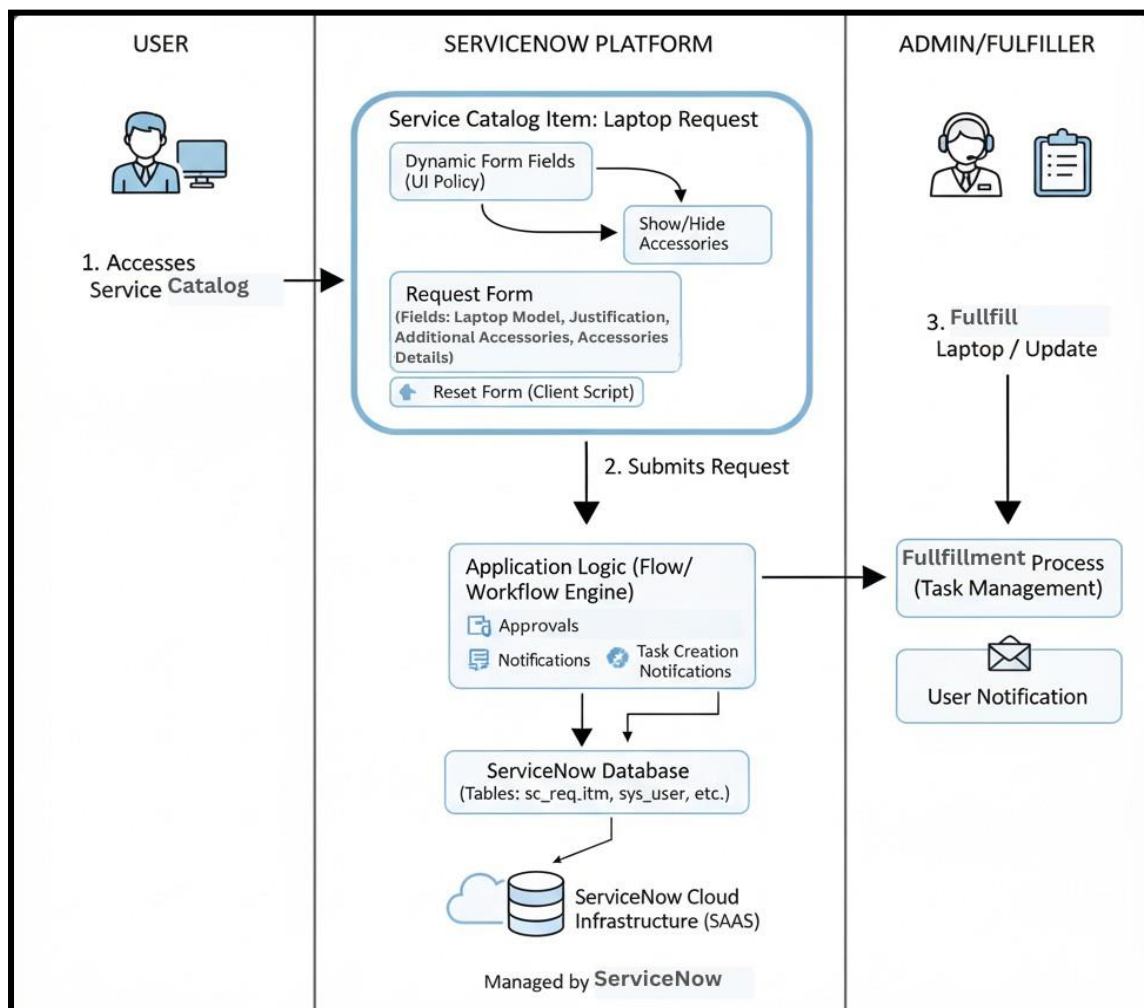 USER
SERVICENOW PLATFORM
ADMIN/FULFILLER
Service Catalog Item: Laptop Request
Dynamic Form Fields
(UI Policy)
Show/Hide
Accessories
1. Accesses
Service Catalog
Request Form
(Fields: Laptop Model, Justification,
Additional Accessories, Accessories
Details)
Reset Form (Client Script)
2. Submits Request
3. Fullfill
Laptop / Update
Application Logic (Flow/
Workflow Engine)
Approvals
Notifications
Task Creation
Notifcations
Fullfillment Process
(Task Management)
User Notification
ServiceNow Database
(Tables: sc_req_itm, sys_user, etc.)
ServiceNow Cloud
Infrastructure (SAAS)
Managed by ServiceNow